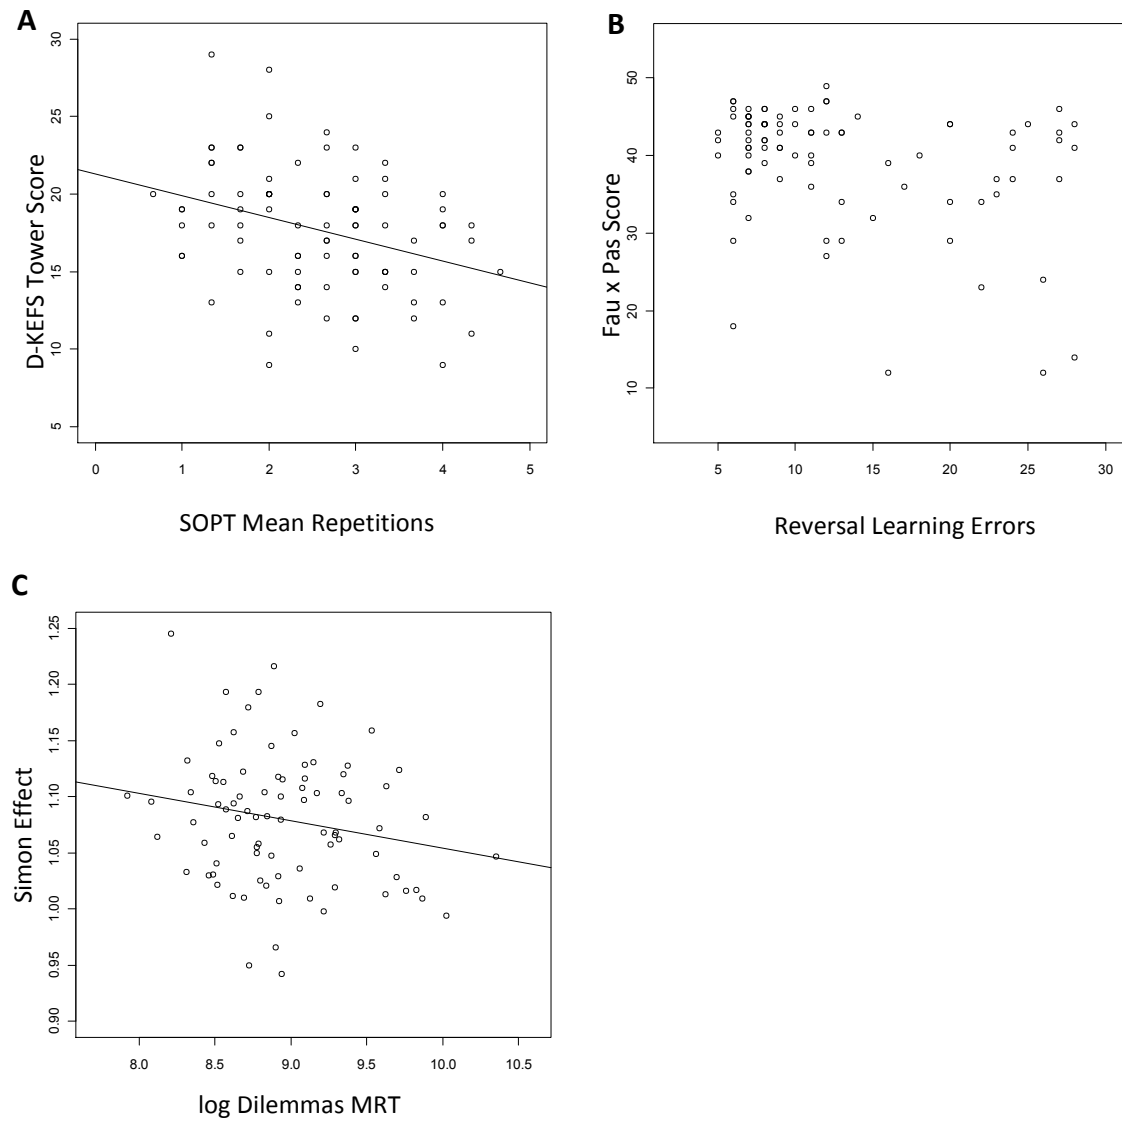 A
D-KEFS Tower Score
30
25
20
15
10
5
0 1 2 3 4 5
SOPT Mean Repetitions
B
Fau x Pas Score
50
40
30
20
10
5 10 15 20 25 30
Reversal Learning Errors
C
Simon Effect
1.25
1.20
1.15
1.10
1.05
1.00
0.95
0.90
8.0 8.5 9.0 9.5 10.0 10.5
log Dilemmas MRT